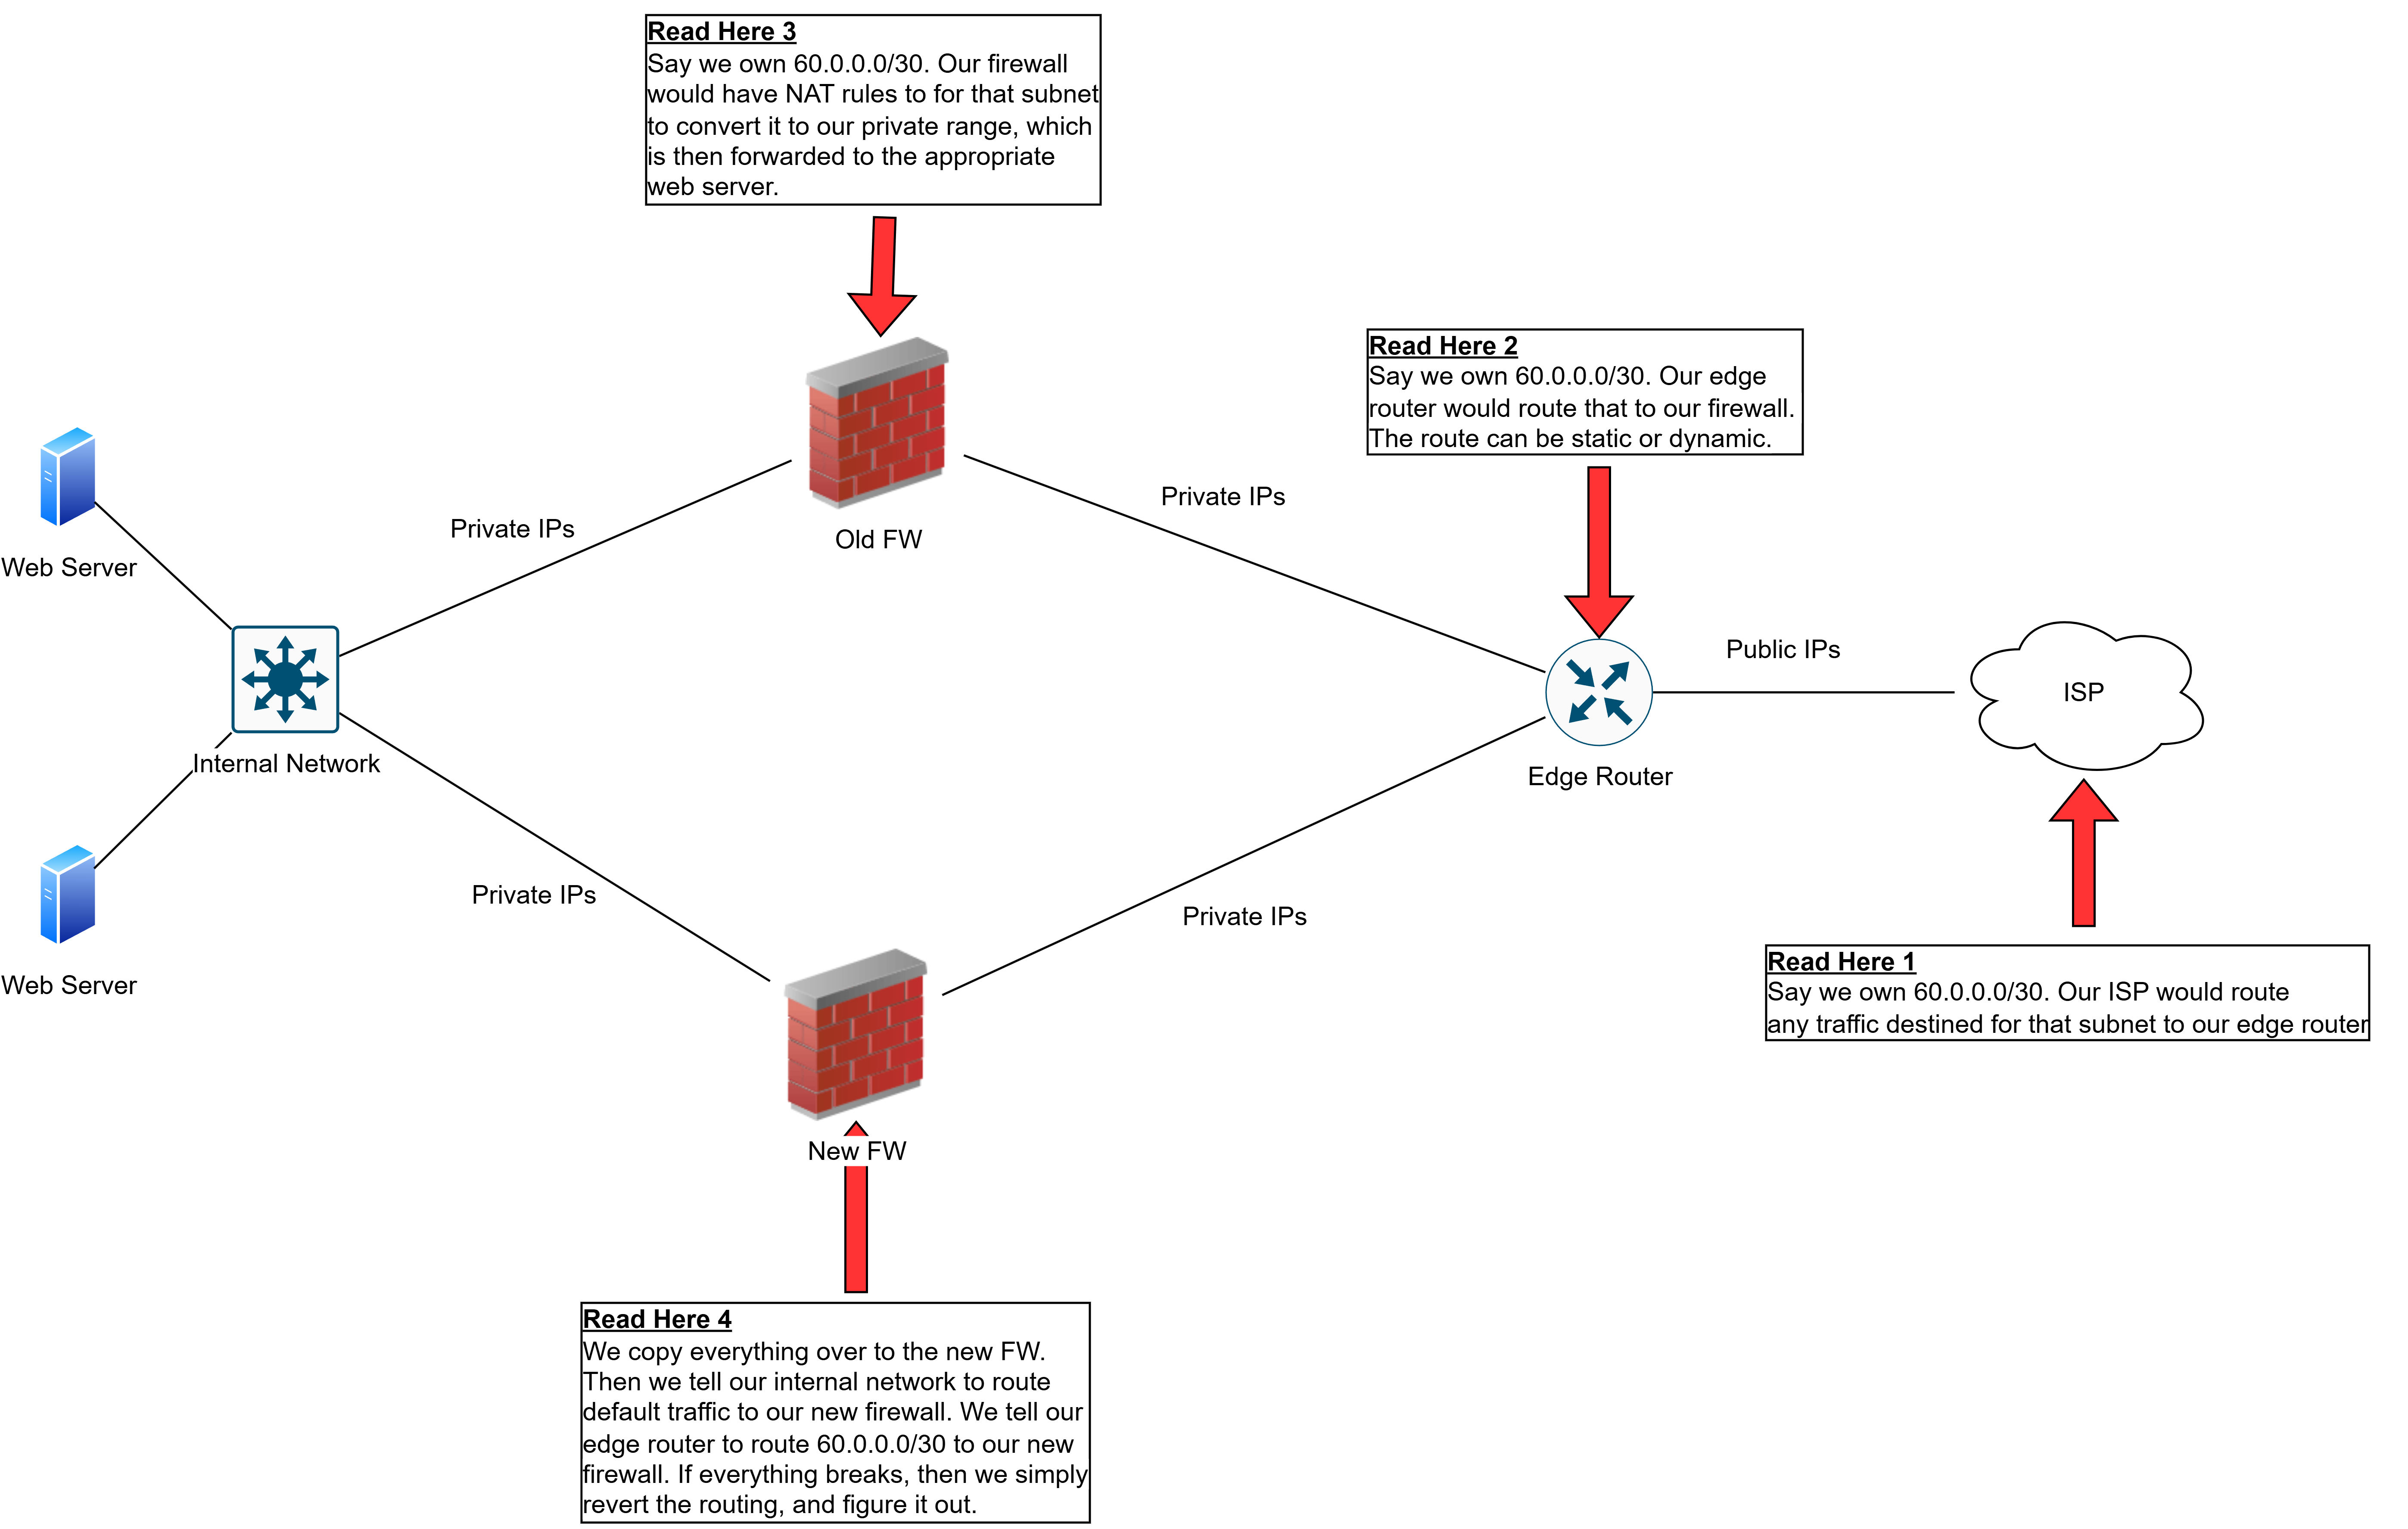 Read Here 3
Say we own 60.0.0.0/30. Our firewall
would have NAT rules to for that subnet
to convert it to our private range, which
is then forwarded to the appropriate
web server.
Read Here 2
Say we own 60.0.0.0/30. Our edge
router would route that to our firewall.
The route can be static or dynamic.
Private IPs
Private IPs
Old FW
Web Server
Public IPs
ISP
Internal Network
Edge Router
Private IPs
Private IPs
Web Server
Read Here 1
Say we own 60.0.0.0/30. Our ISP would route
any traffic destined for that subnet to our edge router
New FW
Read Here 4
We copy everything over to the new FW.
Then we tell our internal network to route
default traffic to our new firewall. We tell our
edge router to route 60.0.0.0/30 to our new
firewall. If everything breaks, then we simply
revert the routing, and figure it out.